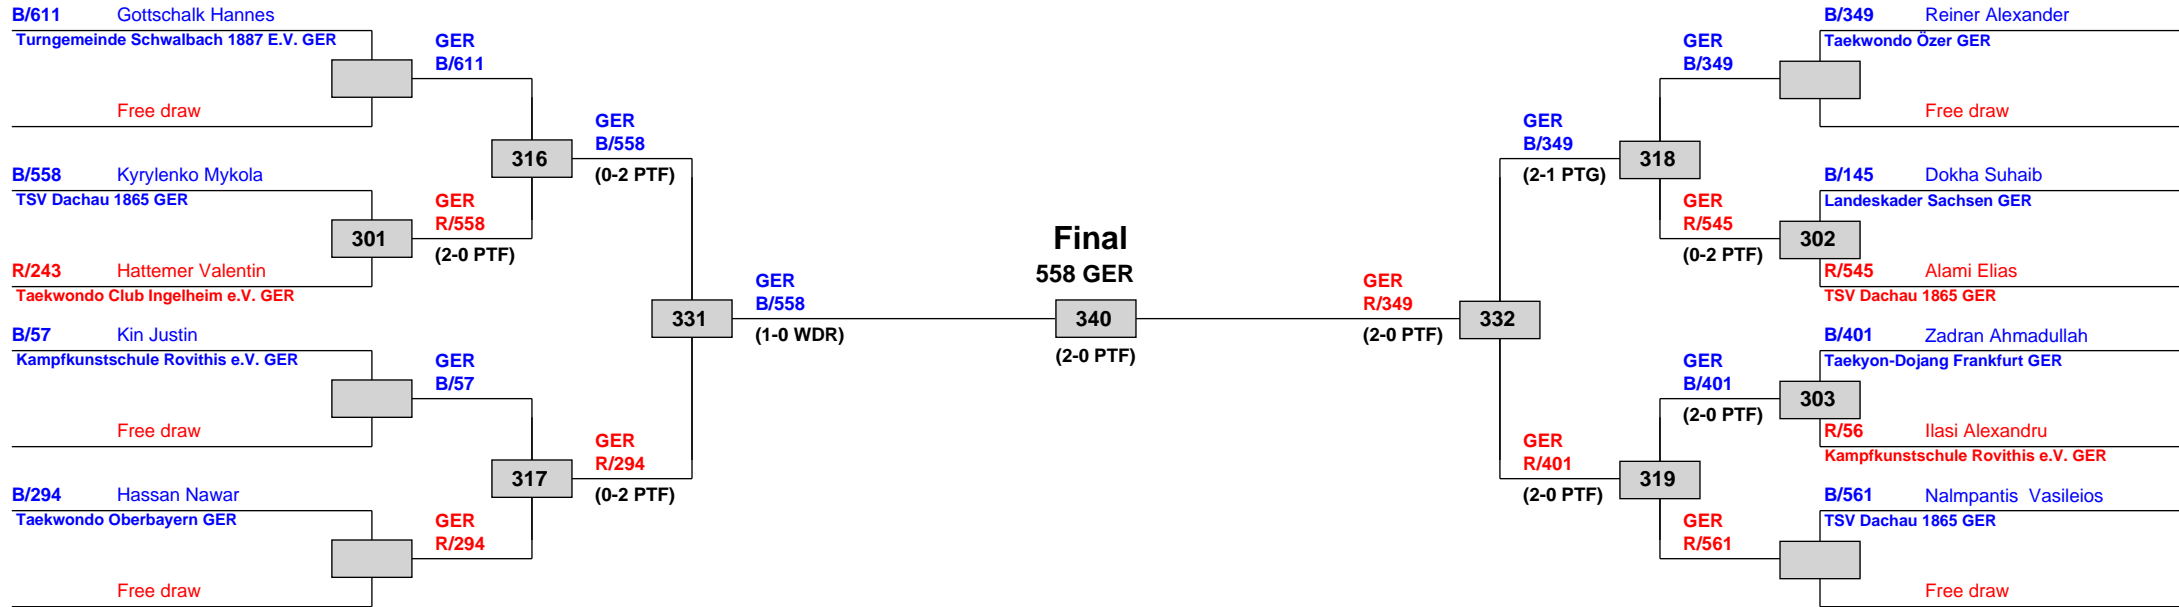 B/611 Gottschalk Hannes
Turngemeinde Schwalbach 1887 E.V. GER
Free draw
GER
B/611
B/558 Kyrylenko Mykola
TSV Dachau 1865 GER
301
R/243 Hattemer Valentin
Taekwondo Club Ingelheim e.V. GER
GER
R/558
(2-0 PTF)
316
GER
B/558
(0-2 PTF)
B/57 Kin Justin
Kampfkunstschule Rovithis e.V. GER
Free draw
GER
B/57
B/294 Hassan Nawar
Taekwondo Oberbayern GER
Free draw
GER
R/294
317
GER
R/294
(0-2 PTF)
331
GER
B/558
(1-0 WDR)
Final
558 GER
340
(2-0 PTF)
GER
R/349
(2-0 PTF)
332
GER
B/349
(2-1 PTG)
318
GER
B/349
B/349 Reiner Alexander
Taekwondo Özer GER
Free draw
GER
R/545
(0-2 PTF)
302
B/145 Dokha Suhaib
Landeskader Sachsen GER
R/545 Alami Elias
TSV Dachau 1865 GER
GER
R/401
(2-0 PTF)
319
GER
B/401
(2-0 PTF)
303
B/401 Zadran Ahmadullah
Taekyon-Dojang Frankfurt GER
R/56 Ilasi Alexandru
Kampfkunstschule Rovithis e.V. GER
GER
R/561
B/561 Nalmpantis Vasileios
TSV Dachau 1865 GER
Free draw